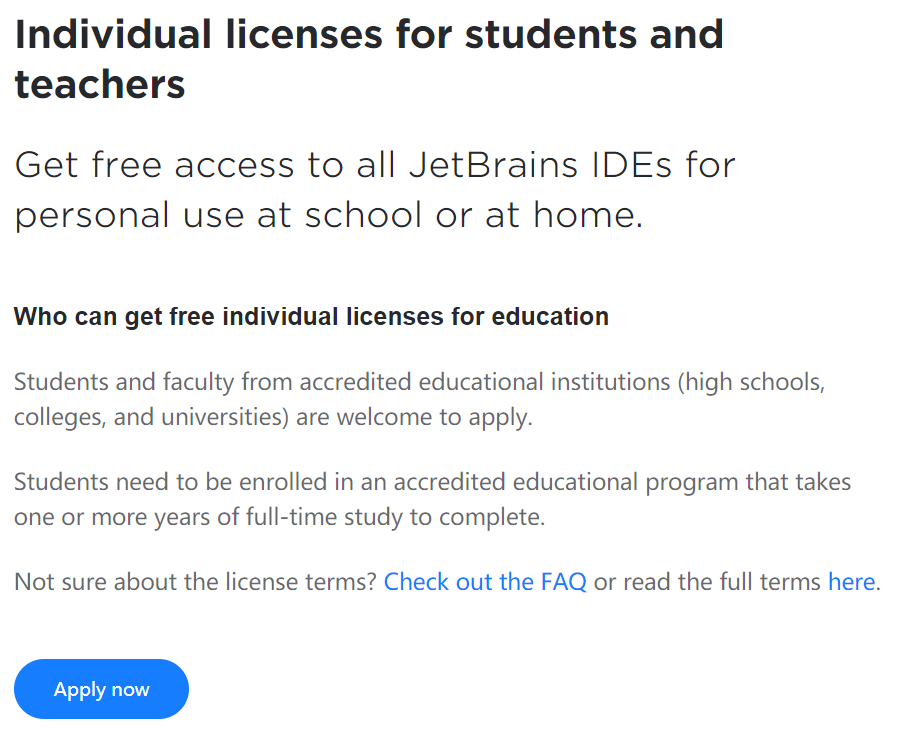 Individual licenses for students and
teachers
Get free access to all JetBrains IDEs for
personal use at school or at home.
Who can get free individual licenses for education
Students and faculty from accredited educational institutions (high schools,
colleges, and universities) are welcome to apply.
Students need to be enrolled in an accredited educational program that takes
one or more years of full-time study to complete.
Not sure about the license terms? Check out the FAQ or read the full terms here.
Apply now